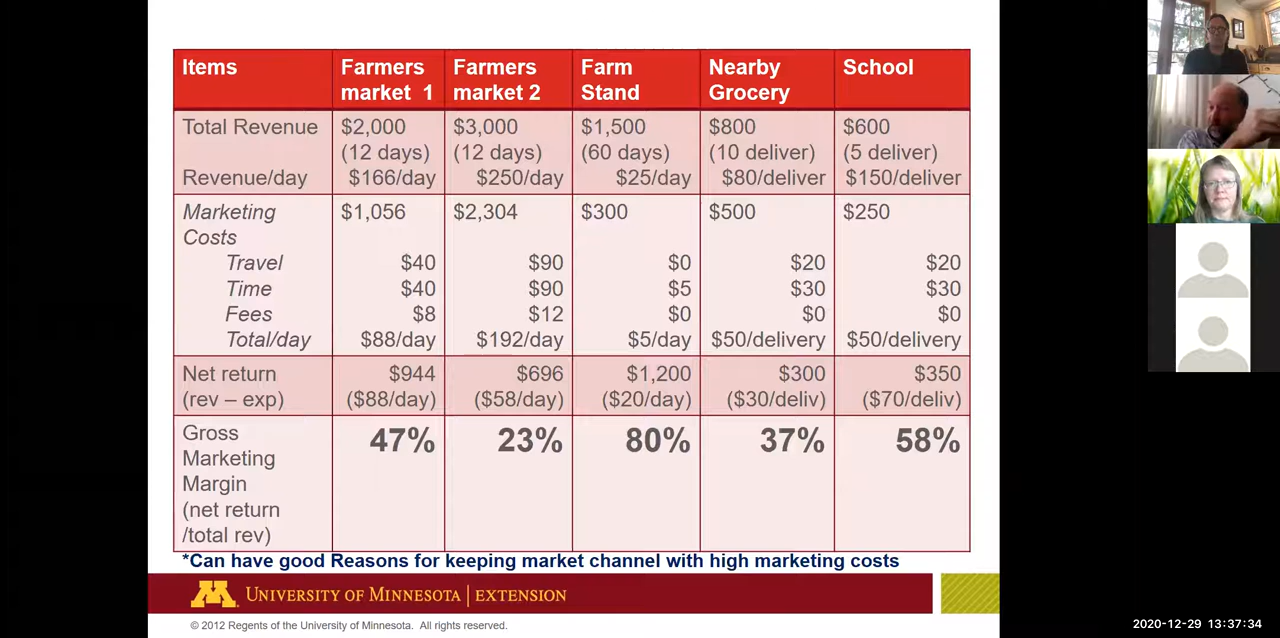 Items Farmers market 1 Farmers market 2 Farm Stand Nearby Grocery School
Total Revenue $2,000 $3,000 $1,500 $800 $600
(12 days) (12 days) (60 days) (10 deliver) (5 deliver)
Revenue/day $166/day $250/day $25/day $80/deliver $150/deliver
Marketing Costs $1,056 $2,304 $300 $500 $250
Travel $40 $90 $0 $20 $20
Time $40 $90 $5 $30 $30
Fees $8 $12 $0 $0 $0
Total/day $88/day $192/day $5/day $50/delivery $50/delivery
Net return $944 $696 $1,200 $300 $350
(rev – exp) ($88/day) ($58/day) ($20/day) ($30/deliv) ($70/deliv)
Gross 47% 23% 80% 37% 58%
Marketing
Margin
(net return
/total rev)
*Can have good Reasons for keeping market channel with high marketing costs
M UNIVERSITY OF MINNESOTA | EXTENSION
© 2012 Regents of the University of Minnesota. All rights reserved.
2020-12-29 13:37:34